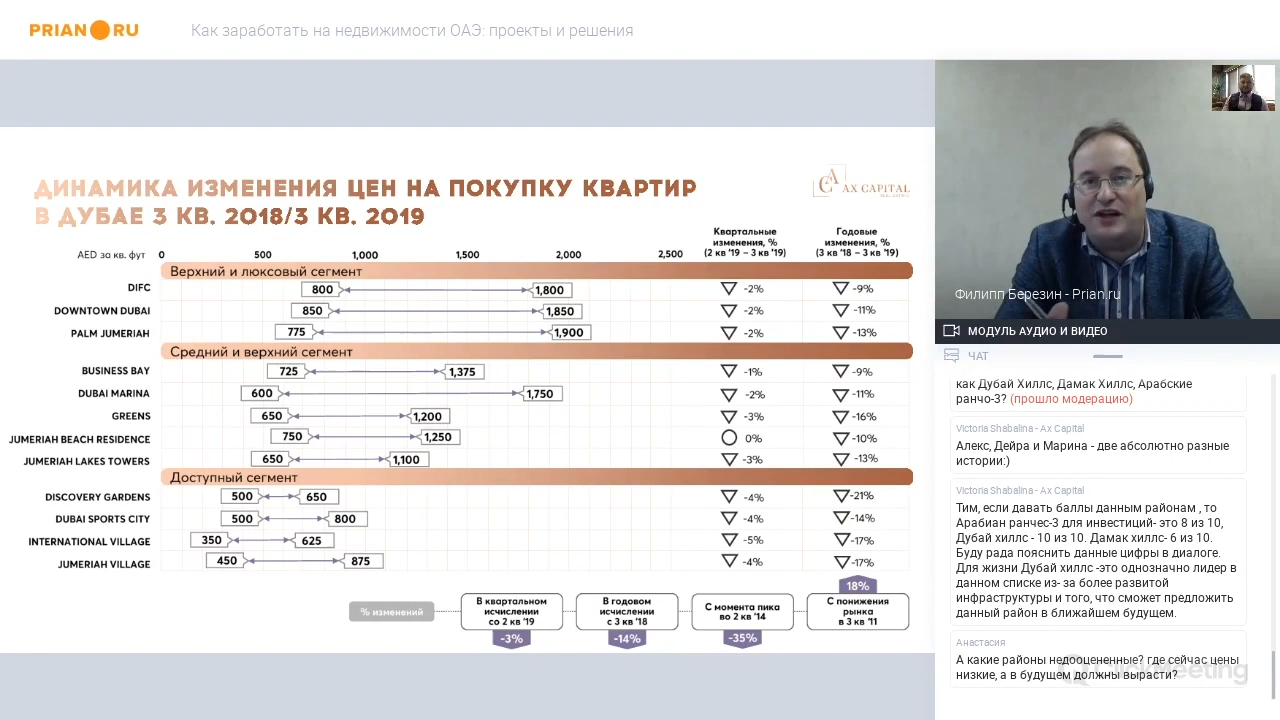 PRIAN RU
Как заработать на недвижимости ОАЭ: проекты и решения
ДИНАМИКА ИЗМЕНЕНИЯ ЦЕН НА ПОКУПКУ КВАРТИР
В ДУБАЕ 3 КВ. 2018/3 КВ. 2019
CA AX CAPITAL
AED за кв. фут
0 500 1,000 1,500 2,000 2,500
Квартальные
изменения, %
(2 кв '19 – 3 кв '19)
Годовые
изменения, %
(3 кв '18 – 3 кв '19)
Верхний и люксовый сегмент
DIFC 800 1,800 -2% -9%
DOWNTOWN DUBAI 850 1,850 -2% -11%
PALM JUMERIAH 775 1,900 -2% -13%
Средний и верхний сегмент
BUSINESS BAY 725 1,375 -1% -9%
DUBAI MARINA 600 1,750 -2% -11%
GREENS 650 1,200 -3% -16%
JUMERIAH BEACH RESIDENCE 750 1,250 0% -10%
JUMERIAH LAKES TOWERS 650 1,100 -3% -13%
Доступный сегмент
DISCOVERY GARDENS 500 650 -4% -21%
DUBAI SPORTS CITY 500 800 -4% -14%
INTERNATIONAL VILLAGE 350 625 -5% -17%
JUMERIAH VILLAGE 450 875 -4% -17%
% изменений
В квартальном
исчислении
со 2 кв '19
-3%
В годовом
исчислении
с 3 кв '18
-14%
С момента пика
во 2 кв '14
-35%
18%
С понижения
рынка
в 3 кв '11
Филипп Березин - Prian.ru
МОДУЛЬ АУДИО И ВИДЕО
ЧАТ
как Дубай Хиллс, Дамак Хиллс, Арабские
ранчо-3? (прошло модерацию)
Victoria Shabalina - Ax Capital
Алекс, Дейра и Марина - две абсолютно разные
истории:)
Victoria Shabalina - Ax Capital
Тим, если давать баллы данным районам , то
Арабиан ранчес-3 для инвестиций- это 8 из 10,
Дубай хиллс - 10 из 10. Дамак хиллс- 6 из 10.
Буду рада пояснить данные цифры в диалоге.
Для жизни Дубай хиллс -это однозначно лидер в
данном списке из- за более развитой
инфраструктуры и того, что сможет предложить
данный район в ближайшем будущем.
Анастасия
А какие районы недооцененные? где сейчас цены
низкие, а в будущем должны вырасти?
ClickMeeting